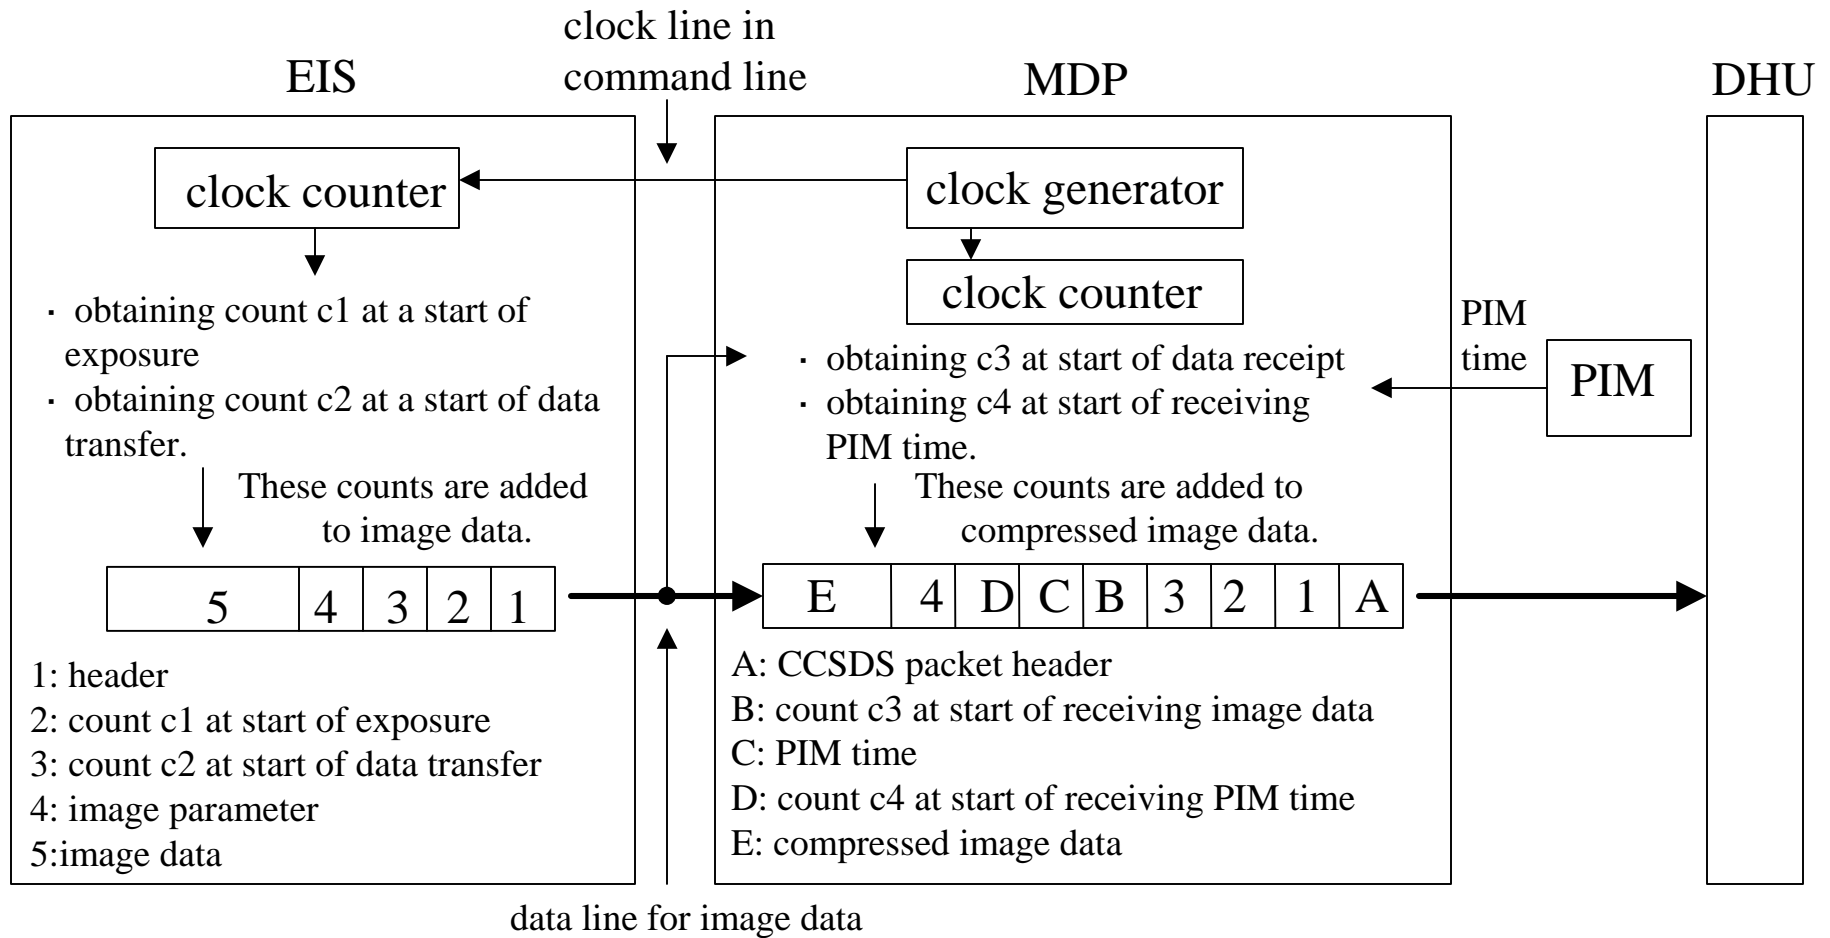 clock line in
command line
EIS
MDP
DHU
clock counter
· obtaining count c1 at a start of
exposure
· obtaining count c2 at a start of data
transfer.
These counts are added
to image data.
5 4 3 2 1
1: header
2: count c1 at start of exposure
3: count c2 at start of data transfer
4: image parameter
5:image data
clock generator
clock counter
· obtaining c3 at start of data receipt
· obtaining c4 at start of receiving
PIM time.
These counts are added to
compressed image data.
E 4 D C B 3 2 1 A
A: CCSDS packet header
B: count c3 at start of receiving image data
C: PIM time
D: count c4 at start of receiving PIM time
E: compressed image data
PIM
time
PIM
data line for image data